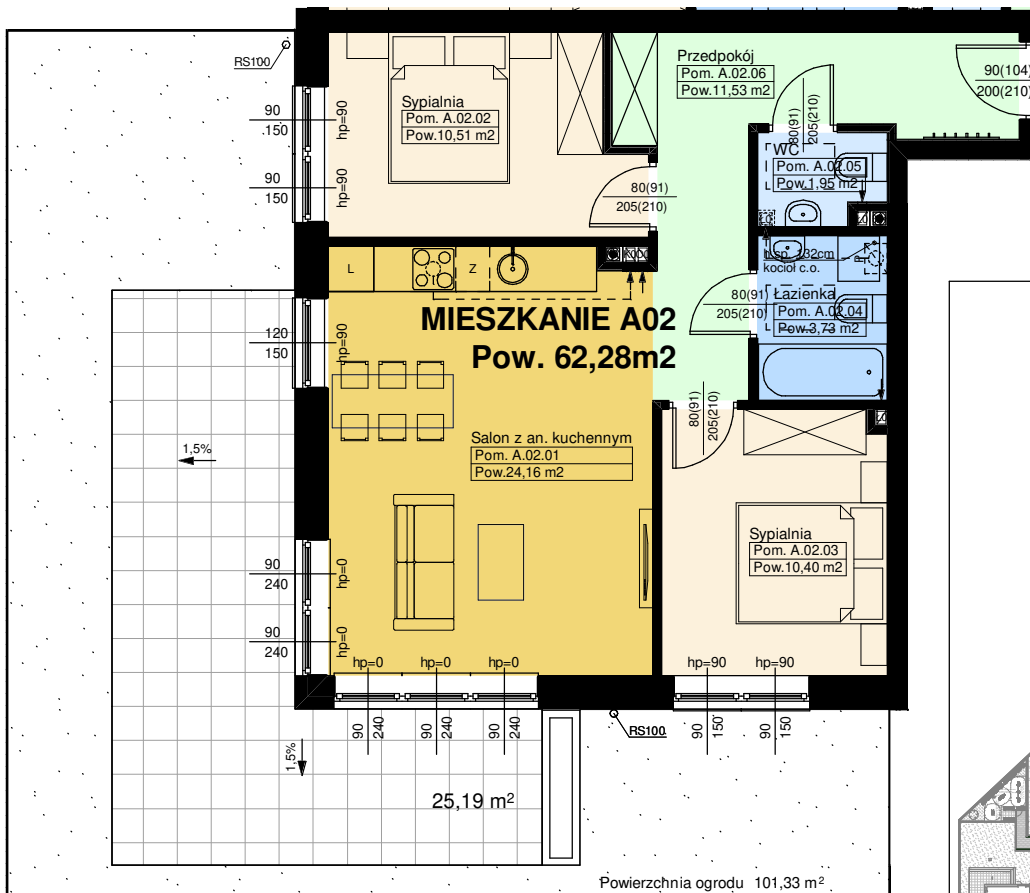 RS100
90
150
hp=90
90
150
hp=90
Sypialnia
Pom. A.02.02
Pow.10,51 m2
Przedpokój
Pom. A.02.06
Pow.11,53 m2
90(104)
200(210)
80(91)
205(210)
WC
Pom. A.02.05
Pow.1,95 m2
80(91)
205(210)
L
Z
h.sp. 132cm
kocioł c.o.
80(91)
205(210)
Łazienka
Pom. A.02.04
Pow.3,73 m2
MIESZKANIE A02
Pow. 62,28m2
120
150
hp=90
80(91)
205(210)
1,5%
Salon z an. kuchennym
Pom. A.02.01
Pow.24,16 m2
Sypialnia
Pom. A.02.03
Pow.10,40 m2
90
240
hp=0
90
240
hp=0
hp=0
hp=0
hp=0
hp=90
hp=90
90
240
90
240
90
240
RS100
90
150
90
150
1,5%
25,19 m²
Powierzchnia ogrodu 101,33 m²